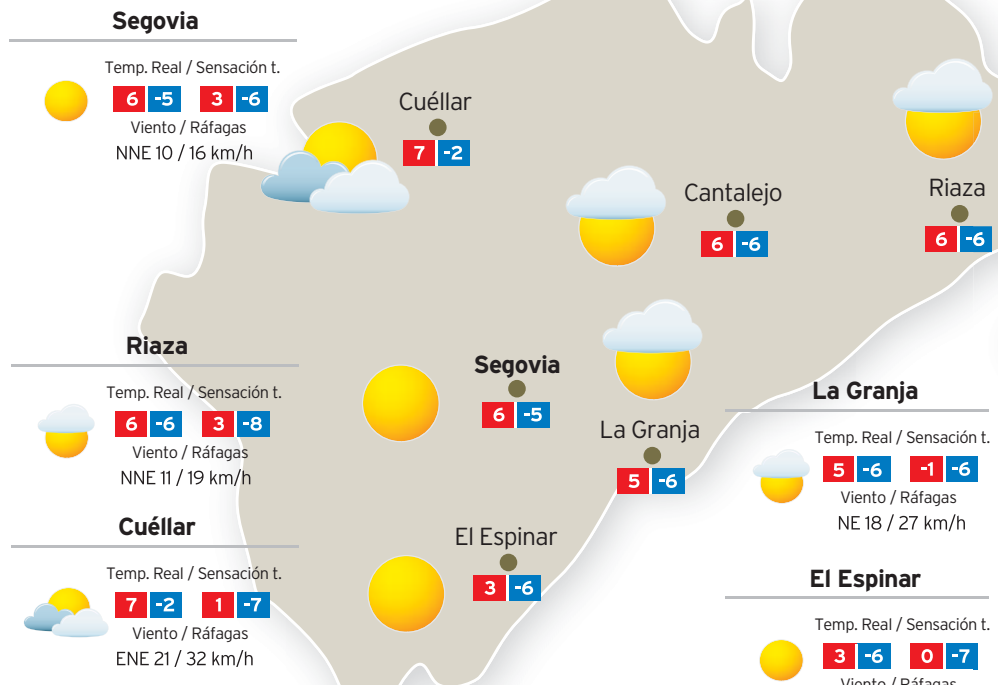 Segovia
Temp. Real / Sensación t.
6 -5 3 -6
Viento / Ráfagas
NNE 10 / 16 km/h
Cuéllar
7 -2
Cantalejo
6 -6
Riaza
6 -6
Riaza
Temp. Real / Sensación t.
6 -6 3 -8
Viento / Ráfagas
NNE 11 / 19 km/h
Segovia
6 -5
La Granja
5 -6
La Granja
Temp. Real / Sensación t.
5 -6 -1 -6
Viento / Ráfagas
NE 18 / 27 km/h
Cuéllar
Temp. Real / Sensación t.
7 -2 1 -7
Viento / Ráfagas
ENE 21 / 32 km/h
El Espinar
3 -6
El Espinar
Temp. Real / Sensación t.
3 -6 0 -7
Viento / Ráfagas